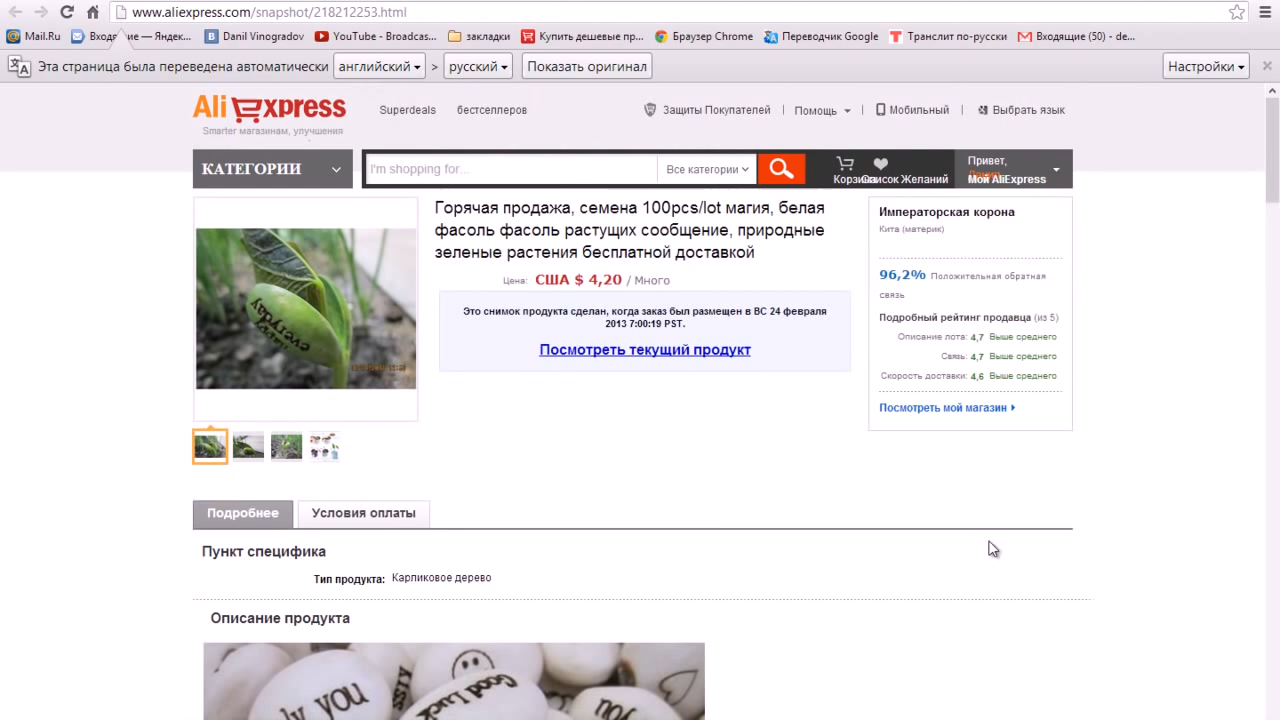 www.aliexpress.com/snapshot/218212253.html
Mail.Ru Входящие — Яндек... Danil Vinogradov YouTube - Broadcas... закладки Купить дешевые пр... Браузер Chrome Переводчик Google Транслит по-русски Входящие (50) - de...
Эта страница была переведена автоматически английский > русский Показать оригинал Настройки
AliExpress Superdeals бестселлеров Защиты Покупателей Помощь Мобильный Выбрать язык
Smarter магазинам, улучшения
КАТЕГОРИИ I'm shopping for... Все категории Корзина Список Желаний Привет,
Мой AliExpress
Горячая продажа, семена 100pcs/lot магия, белая
фасоль фасоль растущих сообщение, природные
зеленые растения бесплатной доставкой
Цена: США $ 4,20 / Много
Это снимок продукта сделан, когда заказ был размещен в ВС 24 февраля
2013 7:00:19 PST.
Посмотреть текущий продукт
Императорская корона
Кита (материк)
96,2% Положительная обратная
связь
Подробный рейтинг продавца (из 5)
Описание лота: 4,7 Выше среднего
Связь: 4,7 Выше среднего
Скорость доставки: 4,6 Выше среднего
Посмотреть мой магазин
everyday
Подробнее Условия оплаты
Пункт специфика
Тип продукта: Карликовое дерево
Описание продукта
Good Luck
you
you